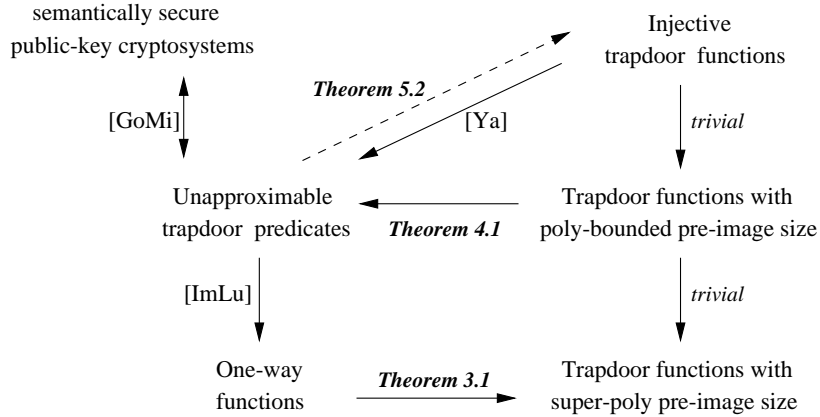 semantically secure
public-key cryptosystems
Injective
trapdoor functions
Theorem 5.2
[GoMi]
[Ya]
trivial
Unapproximable
trapdoor predicates
Trapdoor functions with
poly-bounded pre-image size
Theorem 4.1
[ImLu]
trivial
One-way
functions
Theorem 3.1
Trapdoor functions with
super-poly pre-image size